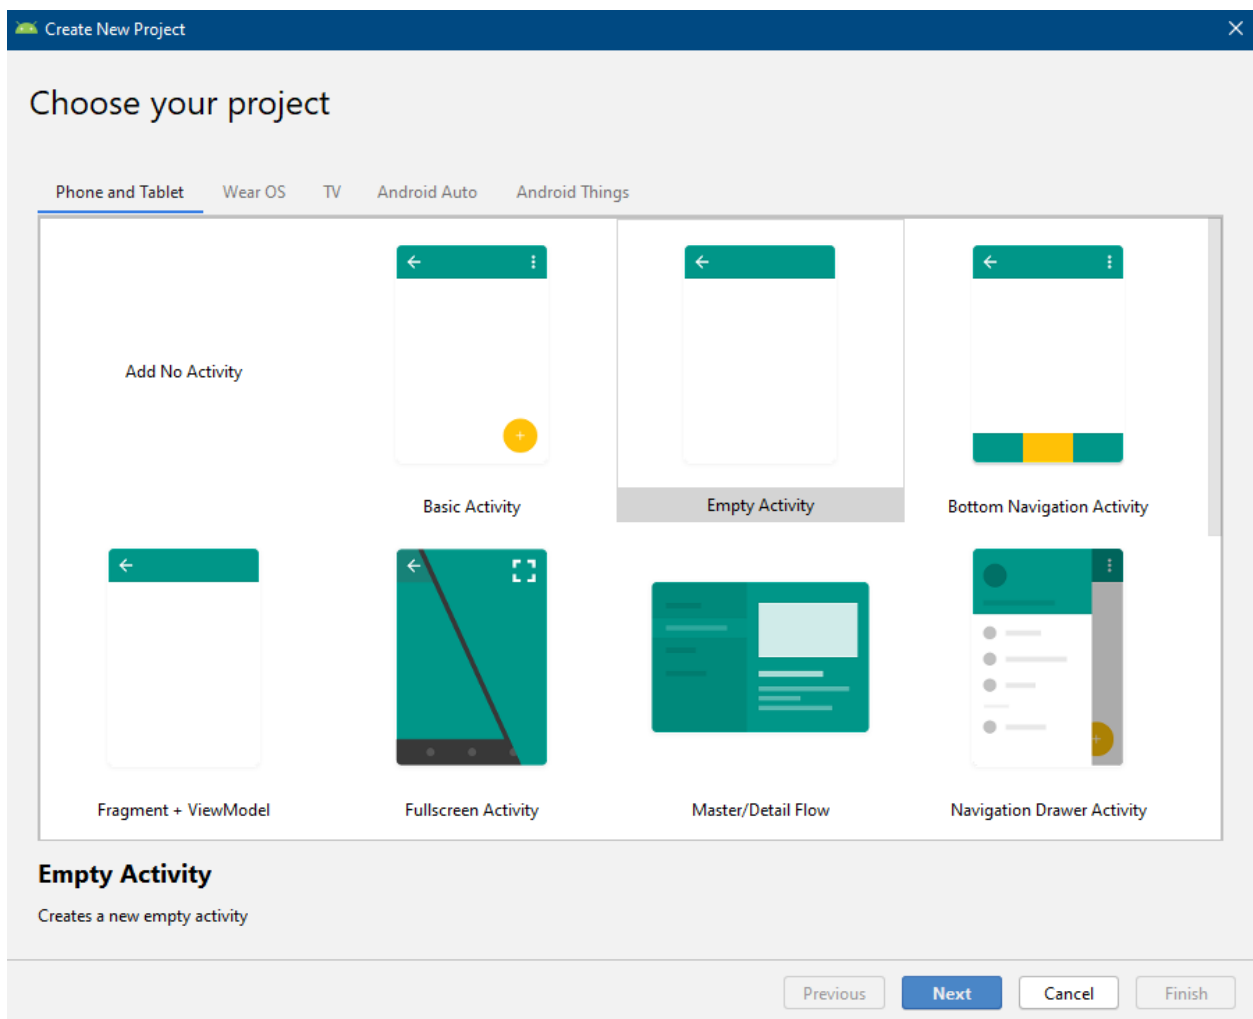 Create New Project
Choose your project
Phone and Tablet Wear OS TV Android Auto Android Things
Add No Activity
Basic Activity
Empty Activity
Bottom Navigation Activity
Fragment + ViewModel
Fullscreen Activity
Master/Detail Flow
Navigation Drawer Activity
Empty Activity
Creates a new empty activity
Previous Next Cancel Finish